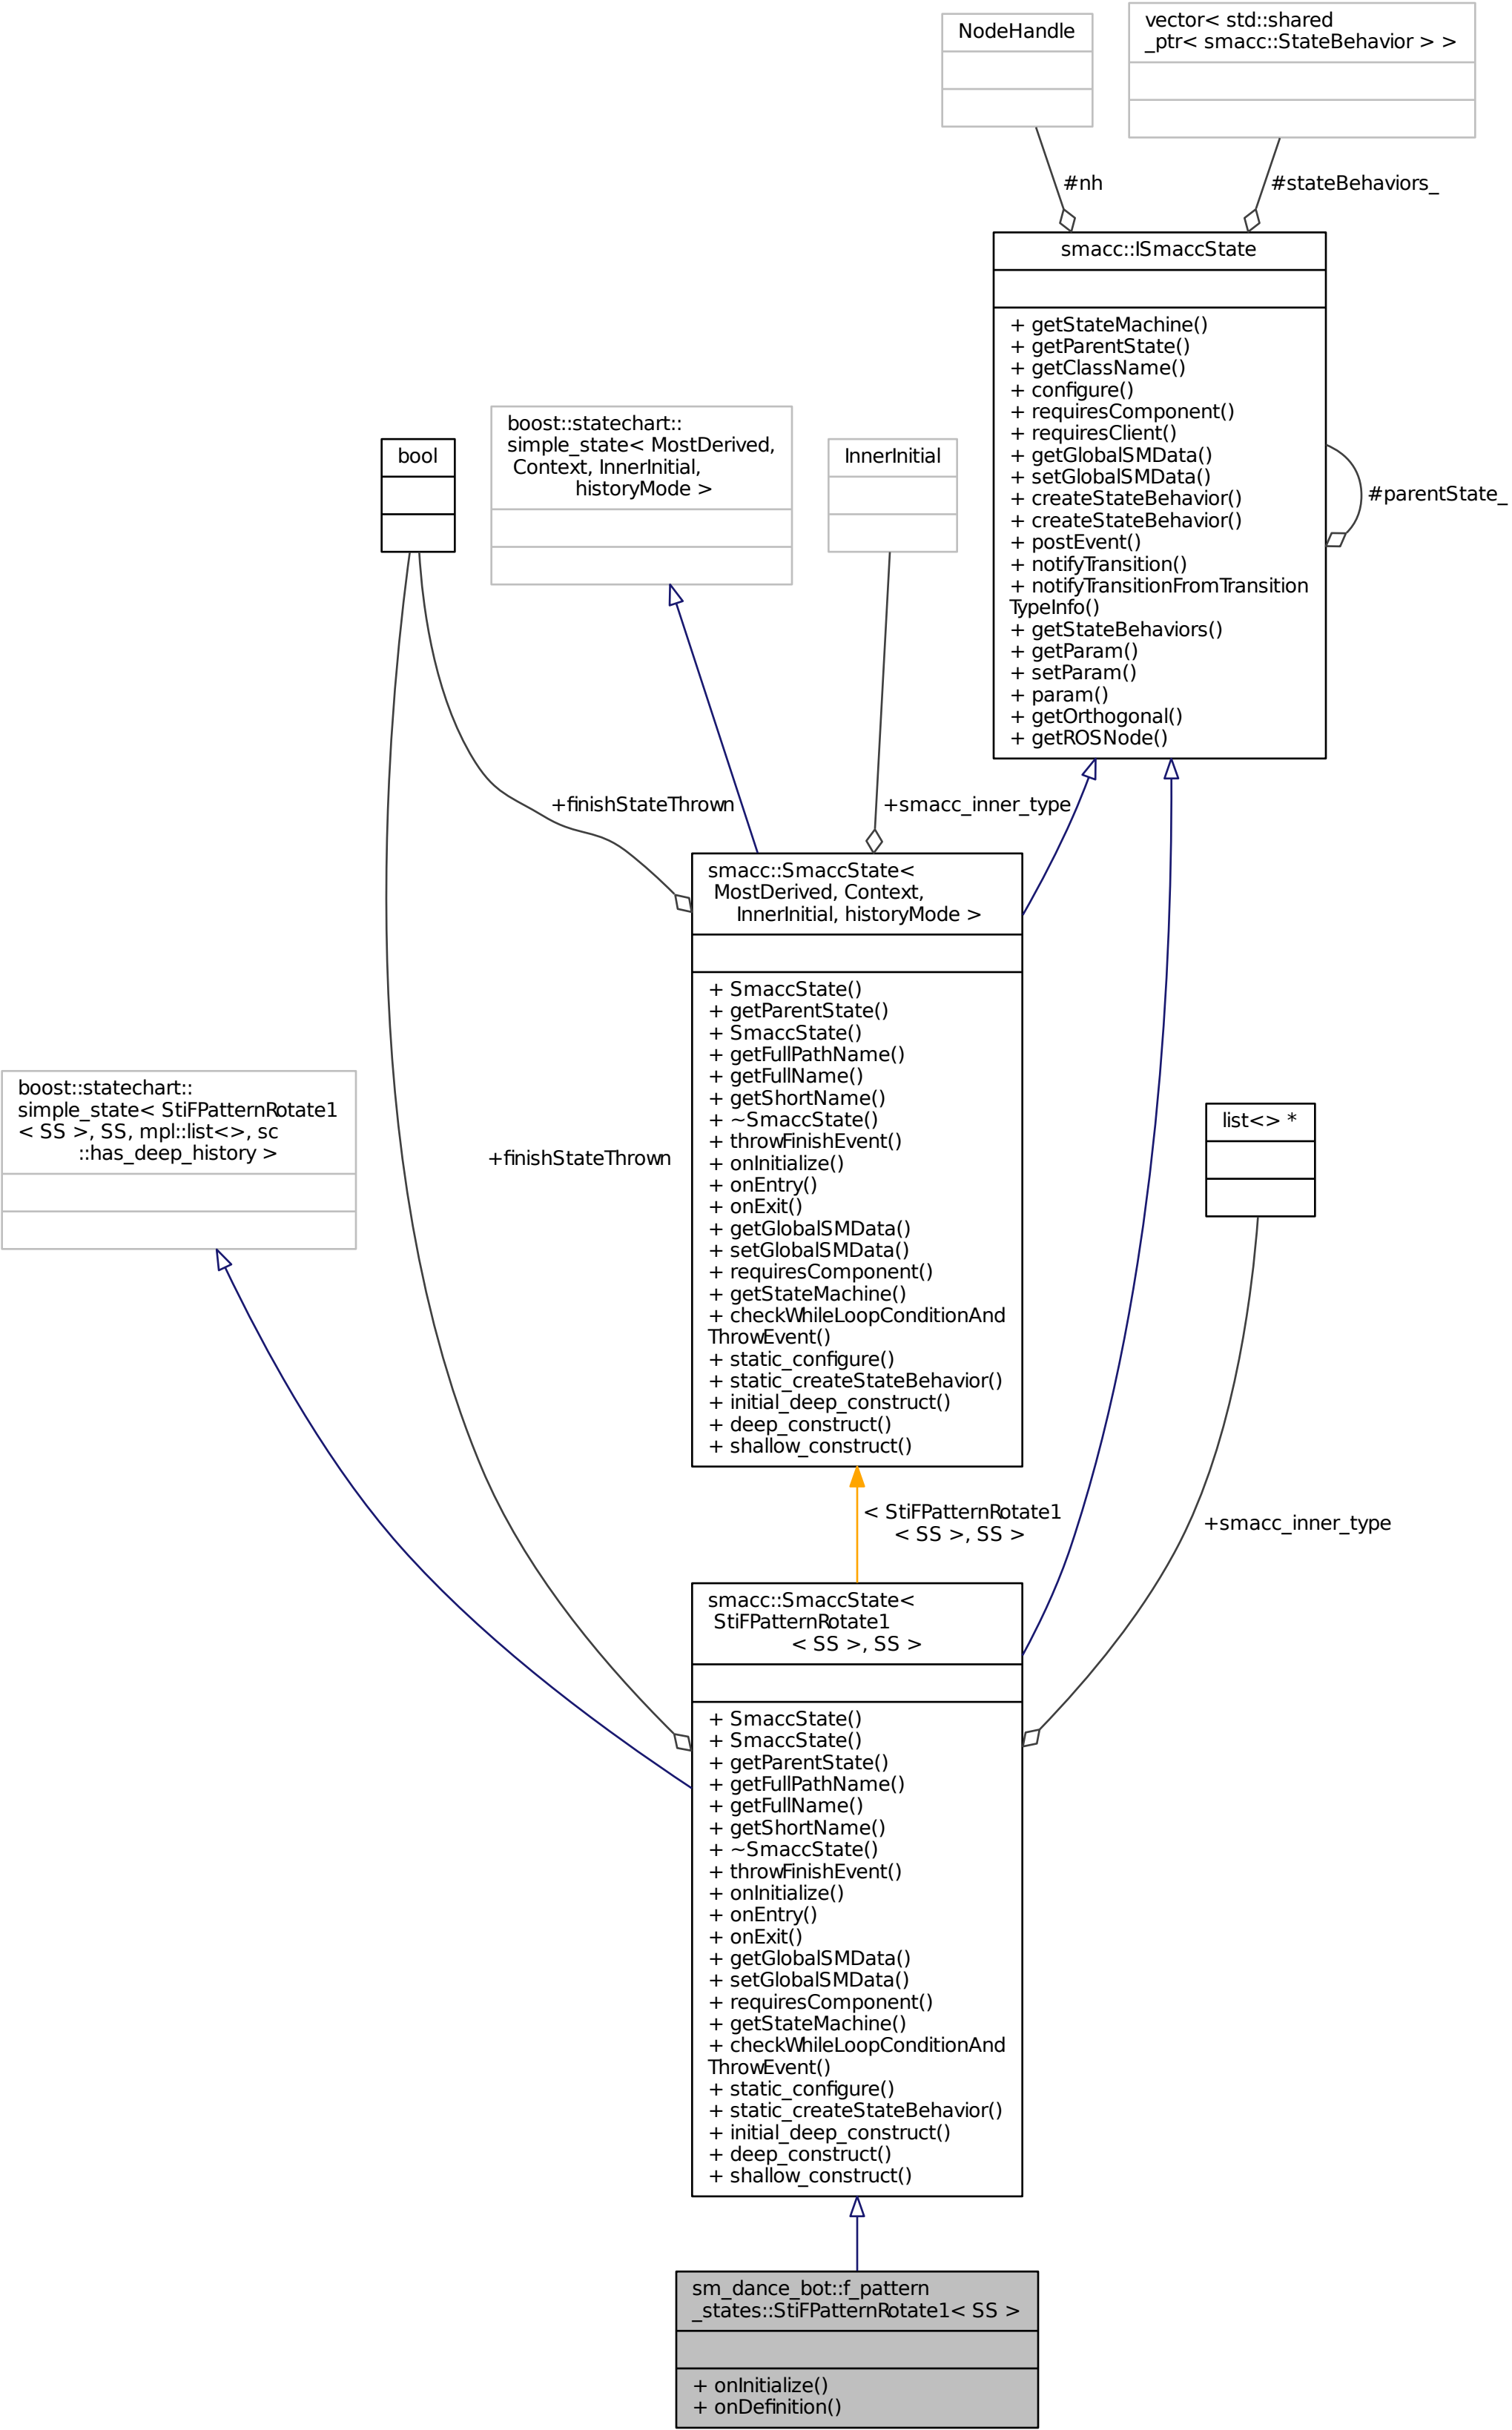 NodeHandle
vector< std::shared
_ptr< smacc::StateBehavior > >
#nh
#stateBehaviors_
smacc::ISmaccState
+ getStateMachine()
+ getParentState()
+ getClassName()
+ configure()
+ requiresComponent()
+ requiresClient()
+ getGlobalSMData()
+ setGlobalSMData()
+ createStateBehavior()
+ createStateBehavior()
+ postEvent()
+ notifyTransition()
+ notifyTransitionFromTransition
TypeInfo()
+ getStateBehaviors()
+ getParam()
+ setParam()
+ param()
+ getOrthogonal()
+ getROSNode()
#parentState_
bool
boost::statechart::
simple_state< MostDerived,
Context, InnerInitial,
historyMode >
InnerInitial
+finishStateThrown
+smacc_inner_type
smacc::SmaccState<
MostDerived, Context,
InnerInitial, historyMode >
+ SmaccState()
+ getParentState()
+ SmaccState()
+ getFullPathName()
+ getFullName()
+ getShortName()
+ ~SmaccState()
+ throwFinishEvent()
+ onInitialize()
+ onEntry()
+ onExit()
+ getGlobalSMData()
+ setGlobalSMData()
+ requiresComponent()
+ getStateMachine()
+ checkWhileLoopConditionAnd
ThrowEvent()
+ static_configure()
+ static_createStateBehavior()
+ initial_deep_construct()
+ deep_construct()
+ shallow_construct()
boost::statechart::
simple_state< StiFPatternRotate1
< SS >, SS, mpl::list<>, sc
::has_deep_history >
+finishStateThrown
list<> *
< StiFPatternRotate1
< SS >, SS >
+smacc_inner_type
smacc::SmaccState<
StiFPatternRotate1
< SS >, SS >
+ SmaccState()
+ SmaccState()
+ getParentState()
+ getFullPathName()
+ getFullName()
+ getShortName()
+ ~SmaccState()
+ throwFinishEvent()
+ onInitialize()
+ onEntry()
+ onExit()
+ getGlobalSMData()
+ setGlobalSMData()
+ requiresComponent()
+ getStateMachine()
+ checkWhileLoopConditionAnd
ThrowEvent()
+ static_configure()
+ static_createStateBehavior()
+ initial_deep_construct()
+ deep_construct()
+ shallow_construct()
sm_dance_bot::f_pattern
_states::StiFPatternRotate1< SS >
+ onInitialize()
+ onDefinition()